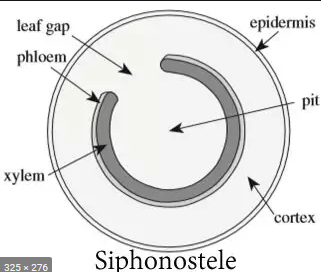 leaf gap
epidermis
phloem
pit
xylem
cortex
Siphonostele
325 × 276